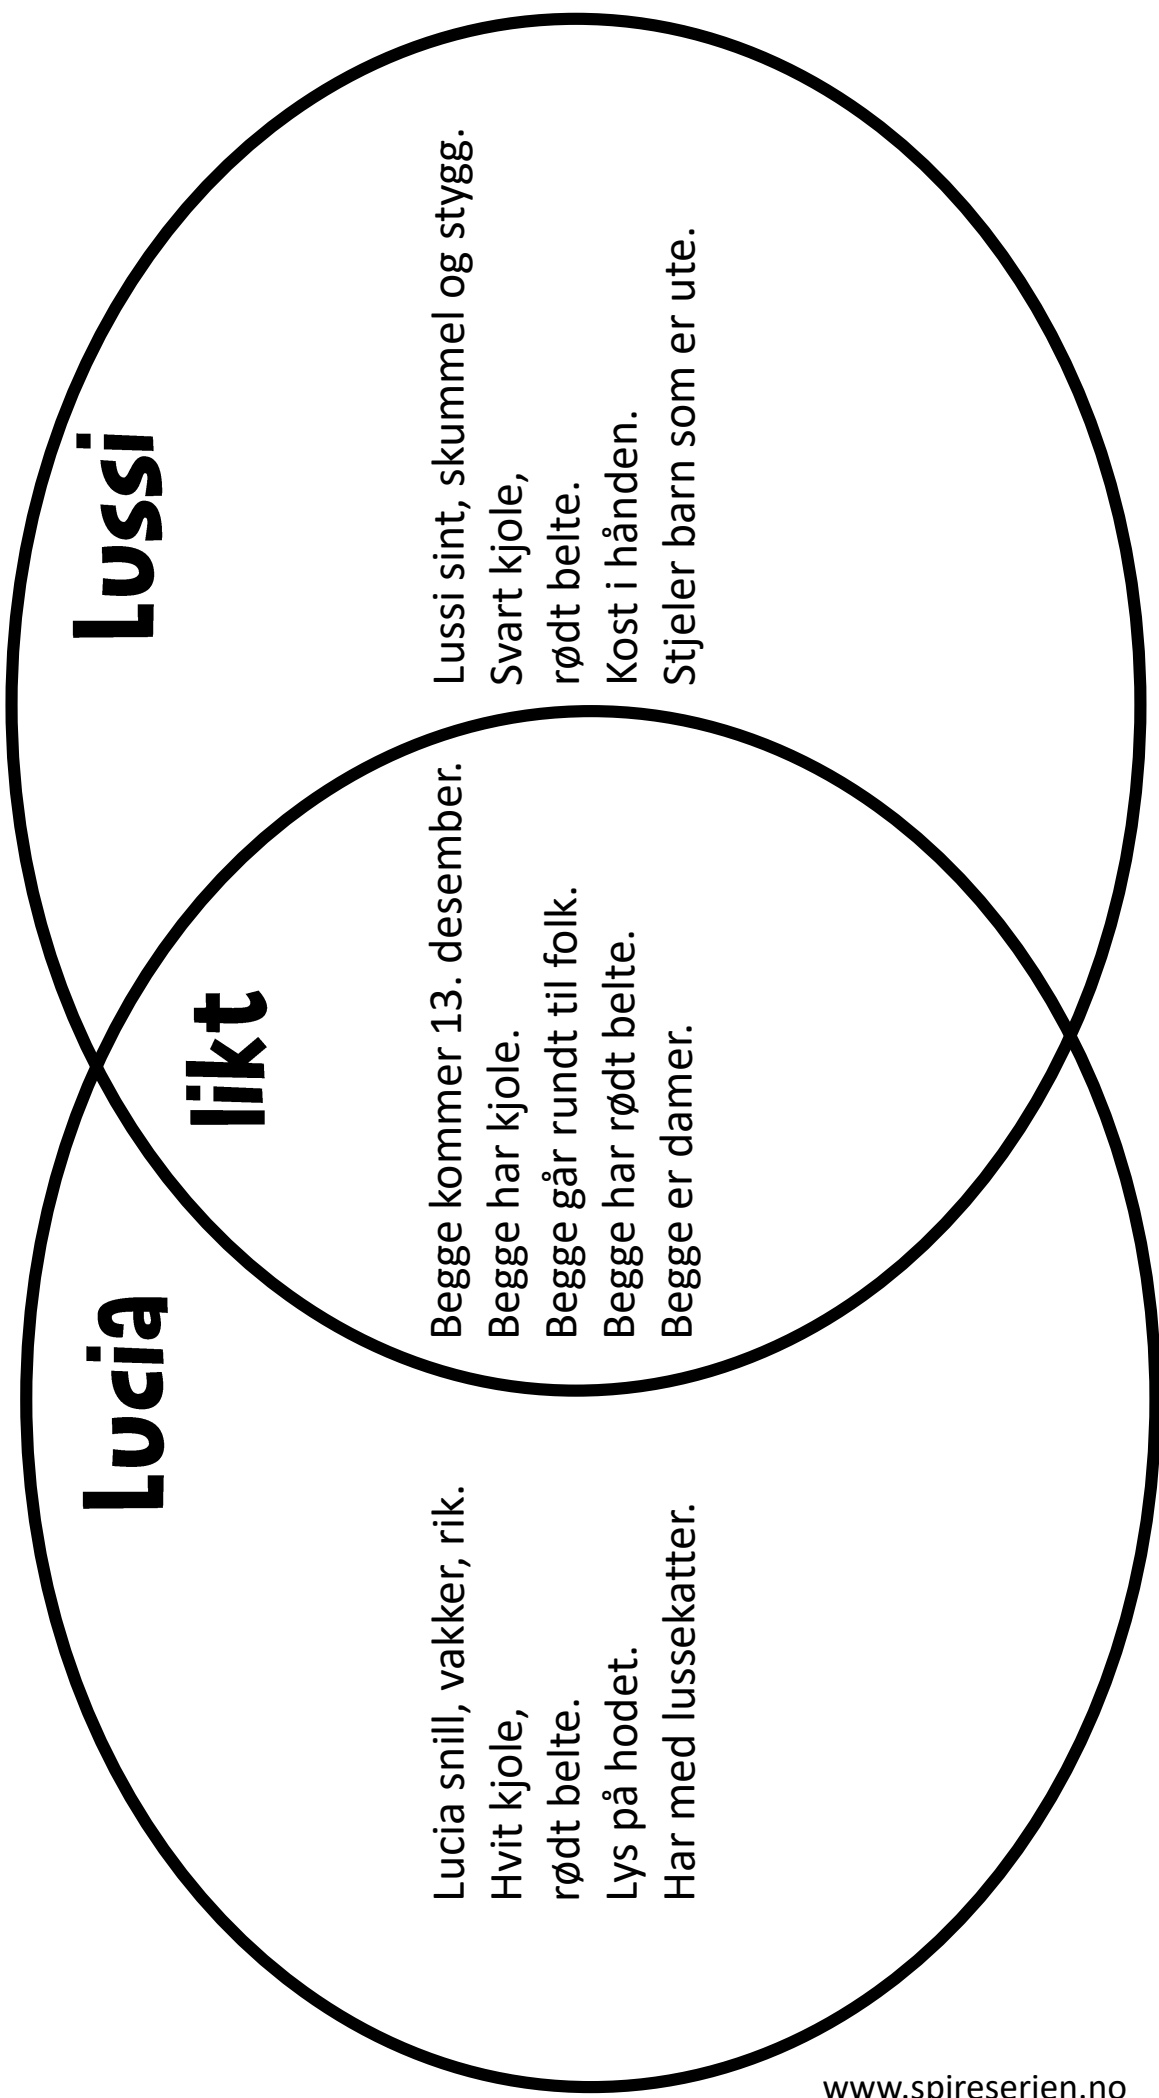 Lucia
Lucia snill, vakker, rik.
Hvit kjole,
rødt belte.
Lys på hodet.
Har med lussekatter.
likt
Begge kommer 13. desember.
Begge har kjole.
Begge går rundt til folk.
Begge har rødt belte.
Begge er damer.
Lussi
Lussi sint, skummel og stygg.
Svart kjole,
rødt belte.
Kost i hånden.
Stjeler barn som er ute.
www.spireserien.no